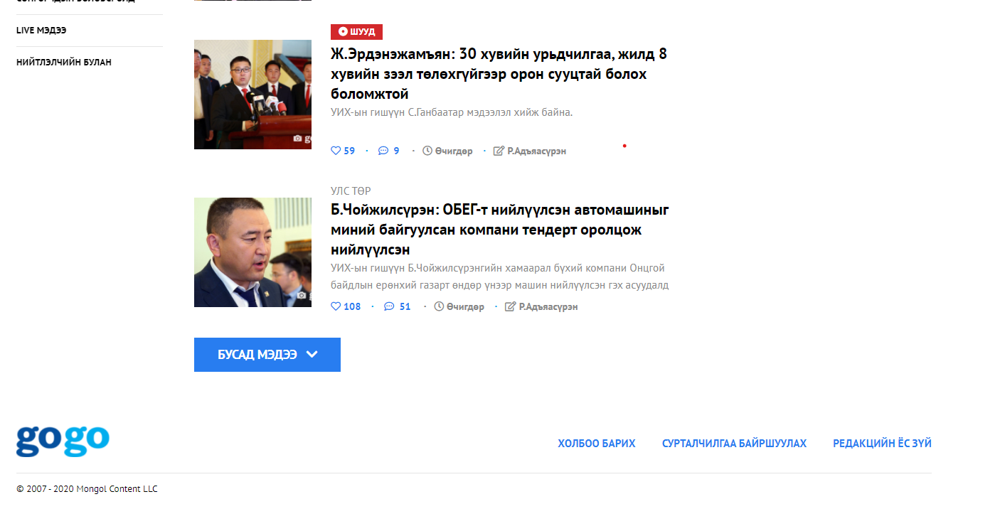 LIVE МЭДЭЭ
НИЙТЛЭЛЧИЙН БУЛАН
ШУУД
Ж.Эрдэнэжамъян: 30 хувийн урьдчилгаа, жилд 8
хувийн зээл төлөхгүйгээр орон сууцтай болох
боломжтой
УИХ-ын гишүүн С.Ганбаатар мэдээлэл хийж байна.
59 · 9 · Өчигдөр · Р.Адъяасүрэн
УЛС ТӨР
Б.Чойжилсүрэн: ОБЕГ-т нийлүүлсэн автомашиныг
миний байгуулсан компани тендерт оролцож
нийлүүлсэн
УИХ-ын гишүүн Б.Чойжилсүрэнгийн хамаарал бүхий компани Онцгой
байдлын ерөнхий газарт өндөр үнээр машин нийлүүлсэн гэх асуудалд
108 · 51 · Өчигдөр · Р.Адъяасүрэн
БУСАД МЭДЭЭ
gogo
ХОЛБОО БАРИХ СУРТАЛЧИЛГАА БАЙРШУУЛАХ РЕДАКЦИЙН ЁС ЗҮЙ
© 2007 - 2020 Mongol Content LLC